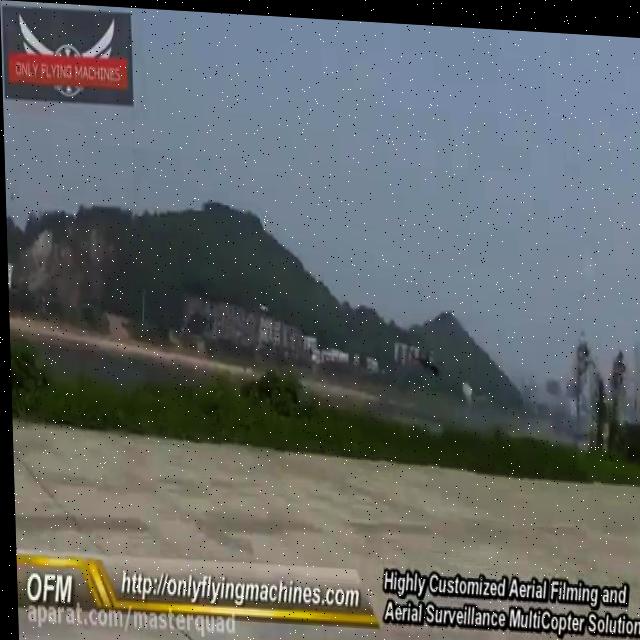 ONLY FLYING MACHINES
OFM
http://onlyflyingmachines.com
Highly Customized Aerial Filming and
Aerial Surveillance MultiCopter Solution
aparat.com/masterquad